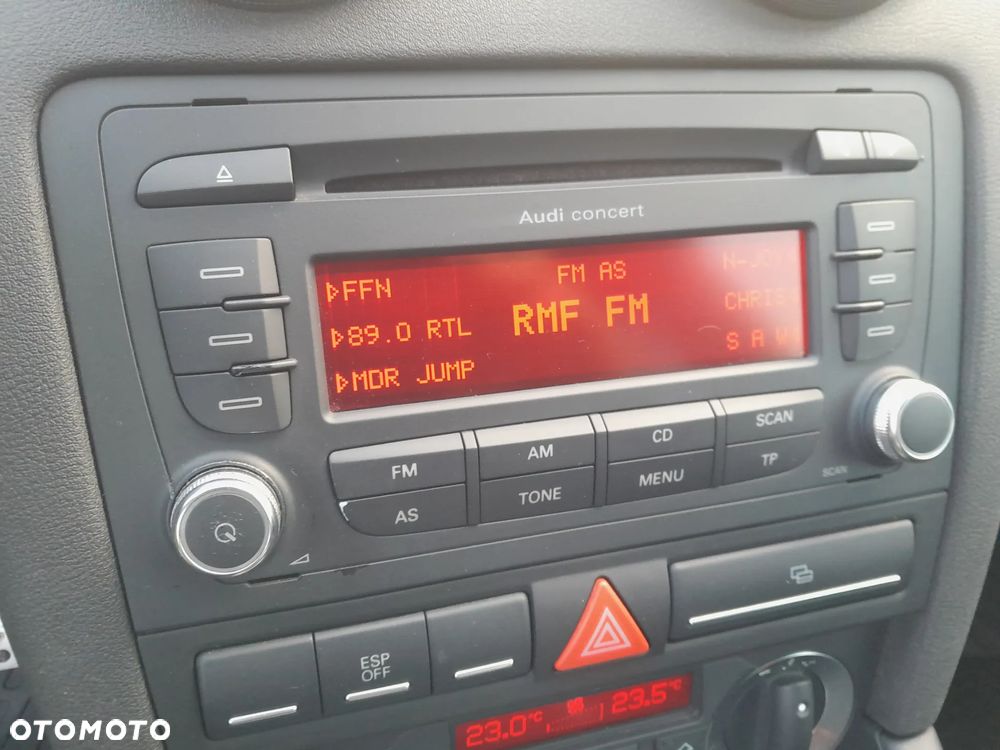 Audi concert
FM AS
▷FFN
RMF FM
▷89.0 RTL
CHRIS
▷MDR JUMP
S A W
FM
AM
CD
SCAN
AS
TONE
MENU
TP
SCAN
ESP
OFF
23.0°C
23.5°C
OTOMOTO